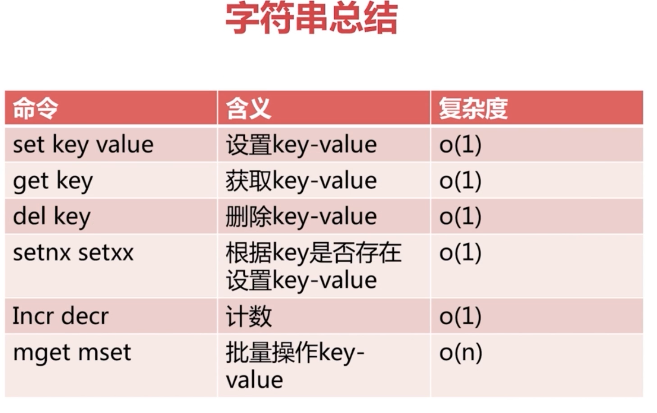 字符串总结
命令 含义 复杂度
set key value 设置key-value o(1)
get key 获取key-value o(1)
del key 删除key-value o(1)
setnx setxx 根据key是否存在 o(1)
设置key-value
Incr decr 计数 o(1)
mget mset 批量操作key- o(n)
value